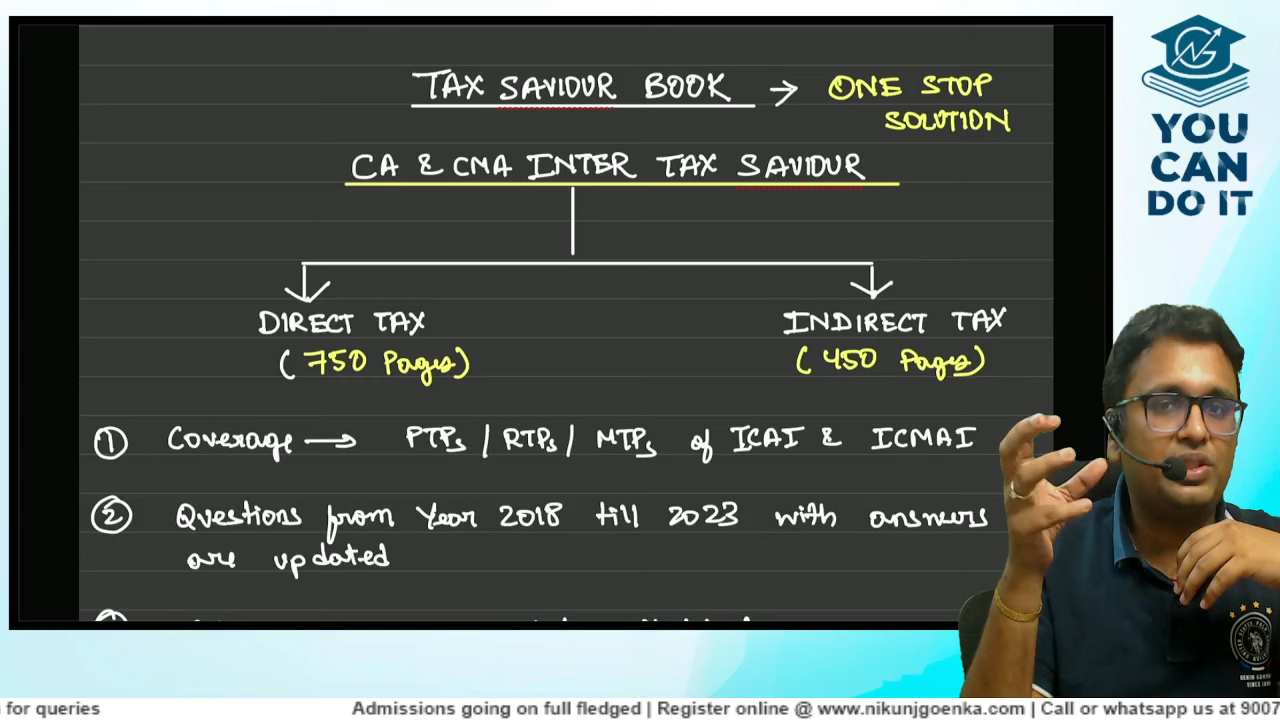 TAX SAVIOUR BOOK → ONE STOP
SOLUTION
CA & CMA INTER TAX SAVIOUR
DIRECT TAX
(750 Pages)
INDIRECT TAX
(450 Pages)
① Coverage → PTPs / RTPs / MTPs of ICAI & ICMAI
② Questions from Year 2018 till 2023 with answers
are updated
NG
YOU
CAN
DO IT
n for queries
Admissions going on full fledged | Register online @ www.nikunjgoenka.com | Call or whatsapp us at 9007